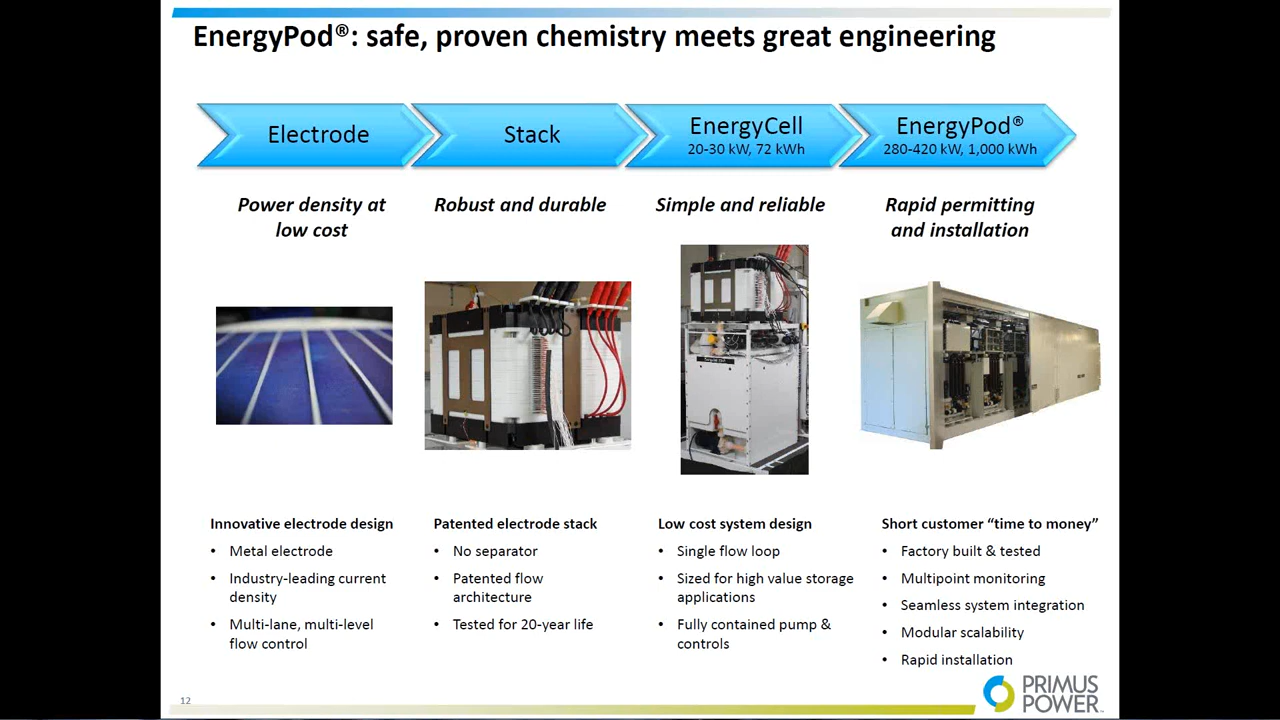 EnergyPod®: safe, proven chemistry meets great engineering
Electrode
Stack
EnergyCell
20-30 kW, 72 kWh
EnergyPod®
280-420 kW, 1,000 kWh
Power density at
low cost
Robust and durable
Simple and reliable
Rapid permitting
and installation
Innovative electrode design
• Metal electrode
• Industry-leading current
density
• Multi-lane, multi-level
flow control
Patented electrode stack
• No separator
• Patented flow
architecture
• Tested for 20-year life
Low cost system design
• Single flow loop
• Sized for high value storage
applications
• Fully contained pump &
controls
Short customer “time to money”
• Factory built & tested
• Multipoint monitoring
• Seamless system integration
• Modular scalability
• Rapid installation
12
PRIMUS
POWER